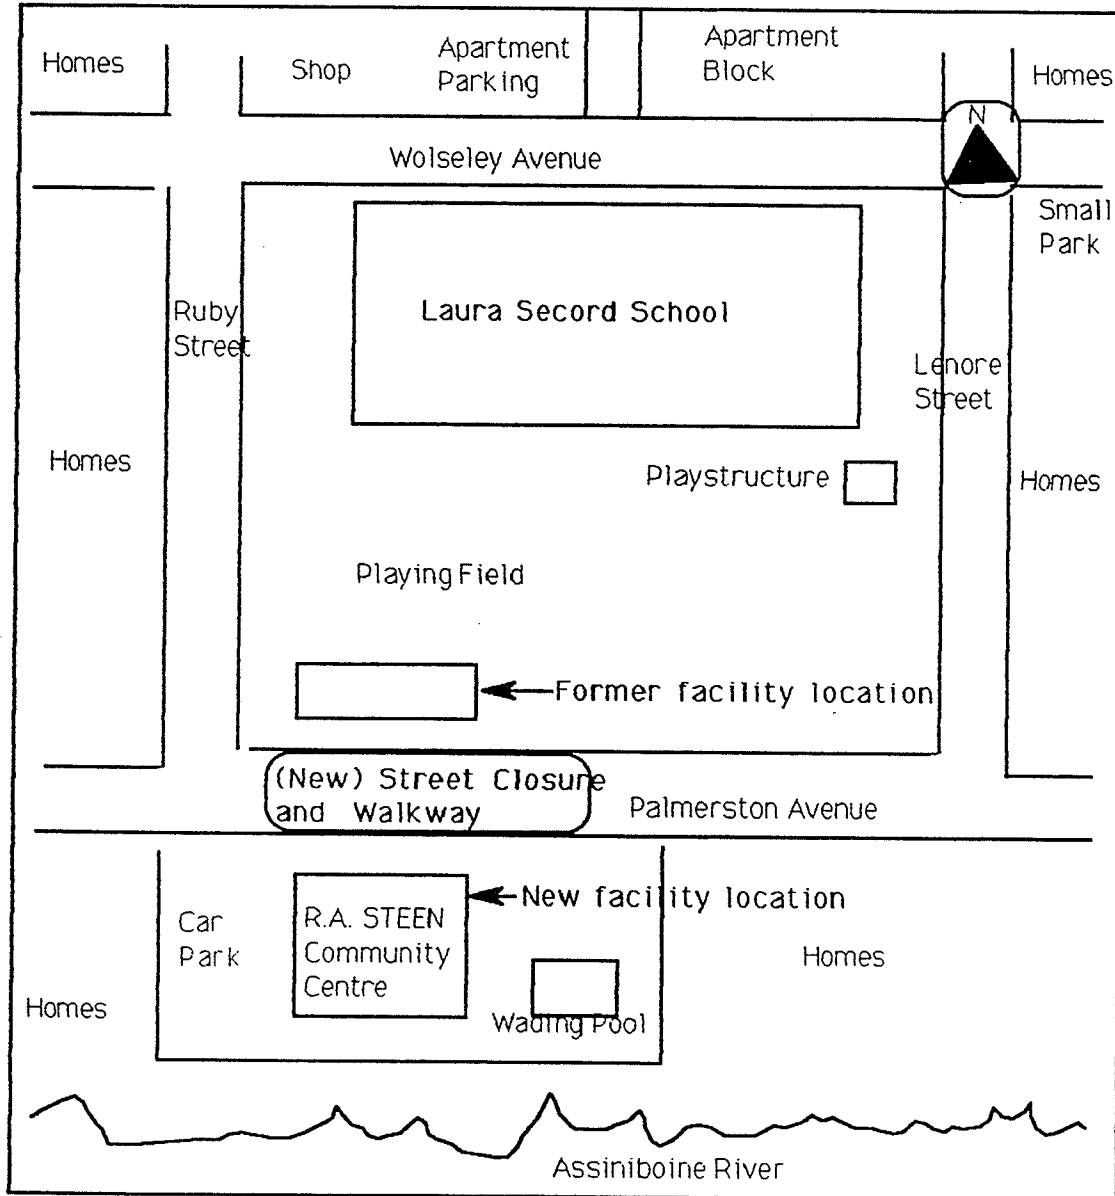 Homes
Shop
Apartment
Parking
Apartment
Block
Homes
N
Wolseley Avenue
Small
Park
Ruby
Street
Laura Secord School
Lenore
Street
Homes
Playstructure
Homes
Playing Field
Former facility location
(New) Street Closure
and Walkway
Palmerston Avenue
New facility location
Car
Park
R.A. STEEN
Community
Centre
Homes
Homes
Wading Pool
Assiniboine River